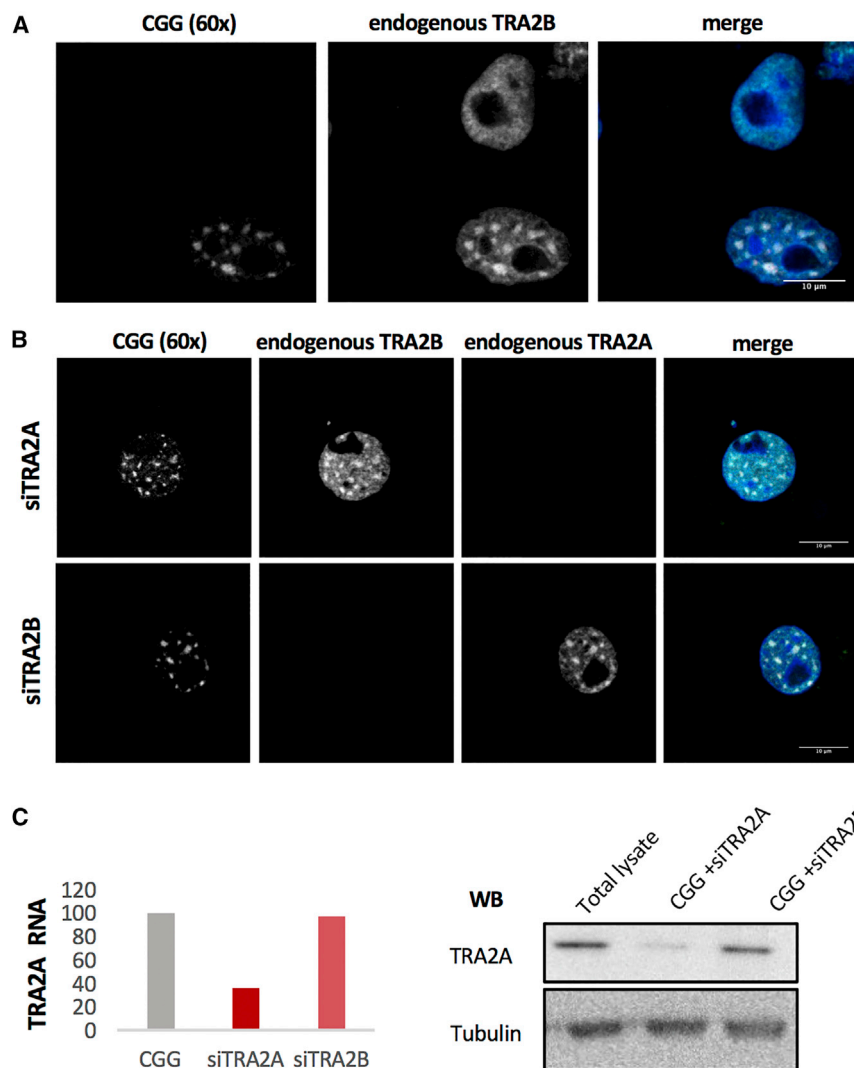 A
CGG (60x) endogenous TRA2B merge
10 µm
B
CGG (60x) endogenous TRA2B endogenous TRA2A merge
siTRA2A
10 µm
siTRA2B
10 µm
C
TRA2A RNA
120
100
80
60
40
20
0
CGG siTRA2A siTRA2B
WB
Total lysate
CGG +siTRA2A
CGG
TRA2A
Tubulin